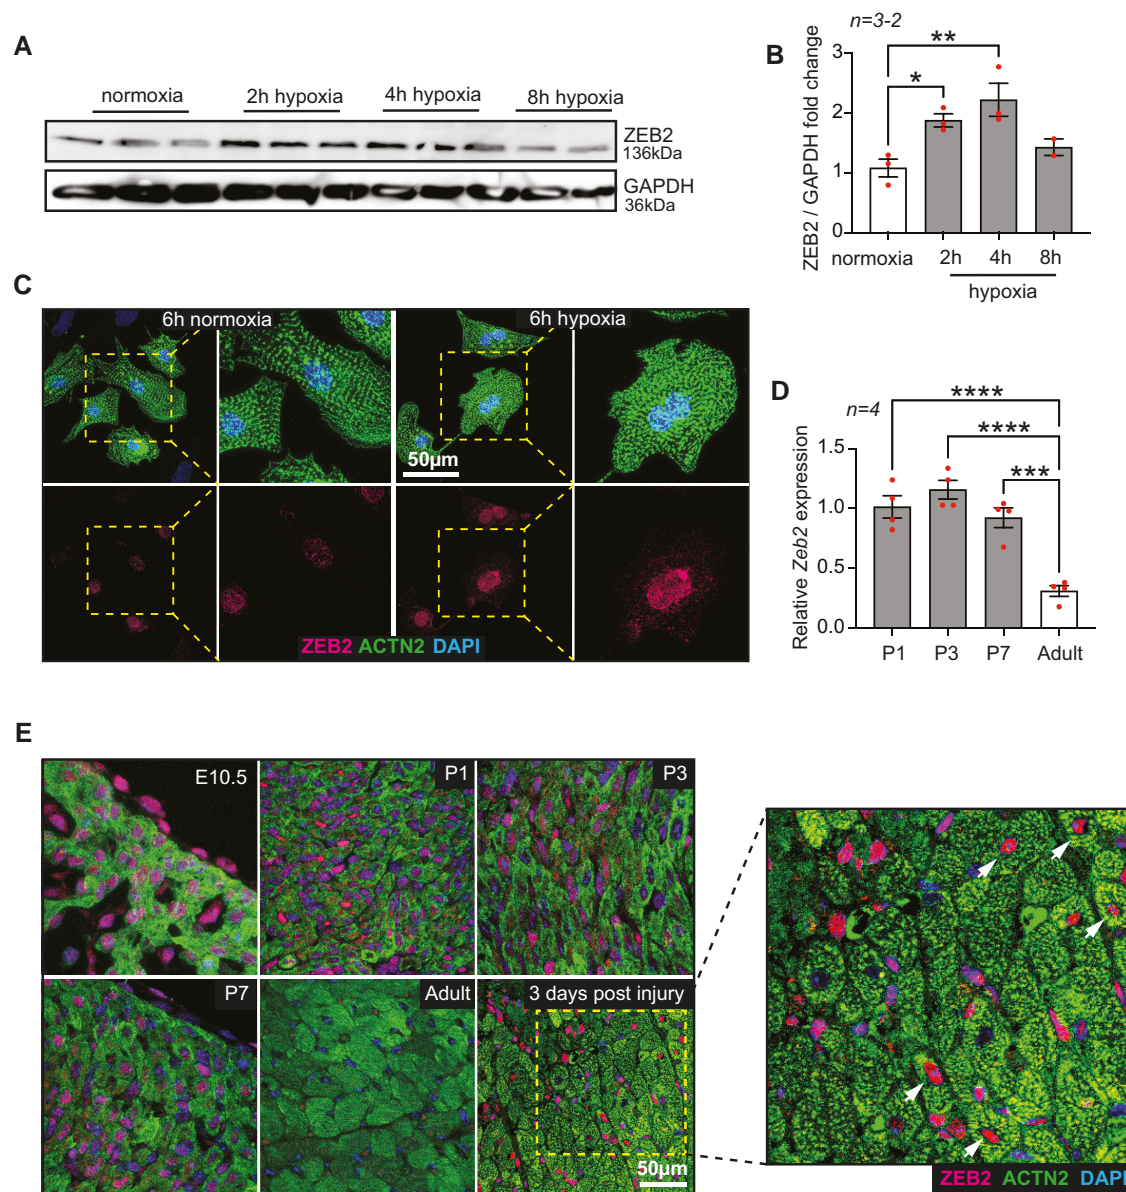 A
normoxia 2h hypoxia 4h hypoxia 8h hypoxia
ZEB2
136kDa
GAPDH
36kDa
B
n=3-2
ZEB2 / GAPDH fold change
3
2
1
0
**
*
normoxia 2h 4h 8h
hypoxia
C
6h normoxia 6h hypoxia
50µm
ZEB2 ACTN2 DAPI
D
n=4
Relative Zeb2 expression
1.5
1.0
0.5
0.0
****
****
***
P1 P3 P7 Adult
E
E10.5 P1 P3
P7 Adult 3 days post injury
50µm
ZEB2 ACTN2 DAPI